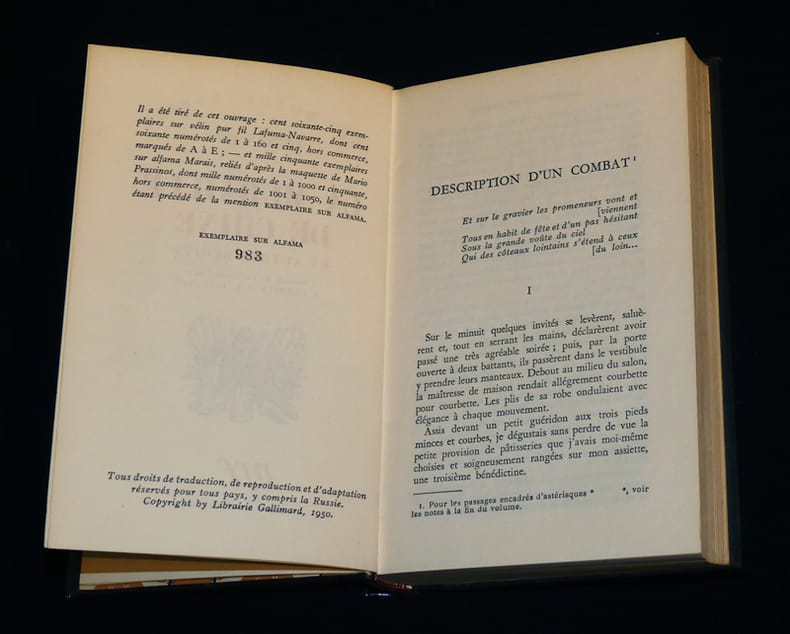 Il a été tiré de cet ouvrage : cent soixante-cinq exem-
plaires sur vélin pur fil Lafuma-Navarre, dont cent
soixante numérotés de 1 à 160 et cinq, hors commerce,
marqués de A à E ; — et mille cinquante exemplaires
sur alfama Marais, reliés d'après la maquette de Mario
Prassinos, dont mille numérotés de 1 à 1000 et cinquante,
hors commerce, numérotés de 1001 à 1050, le numéro
étant précédé de la mention EXEMPLAIRE SUR ALFAMA.
EXEMPLAIRE SUR ALFAMA
983
Tous droits de traduction, de reproduction et d'adaptation
réservés pour tous pays, y compris la Russie.
Copyright by Librairie Gallimard, 1950.
DESCRIPTION D'UN COMBAT¹
Et sur le gravier les promeneurs vont et
[viennent
Tous en habit de fête et d'un pas hésitant
Sous la grande voûte du ciel
Qui des côteaux lointains s'étend à ceux
[du loin...
I
Sur le minuit quelques invités se levèrent, saluè-
rent et, tout en serrant les mains, déclarèrent avoir
passé une très agréable soirée ; puis, par la porte
ouverte à deux battants, ils passèrent dans le vestibule
y prendre leurs manteaux. Debout au milieu du salon,
la maîtresse de maison rendait allégrement courbette
pour courbette. Les plis de sa robe ondulaient avec
élégance à chaque mouvement.
Assis devant un petit guéridon aux trois pieds
minces et courbes, je dégustais sans perdre de vue la
petite provision de pâtisseries que j'avais moi-même
choisies et soigneusement rangées sur mon assiette,
une troisième bénédictine.
1. Pour les passages encadrés d'astérisques * *, voir
les notes à la fin du volume.